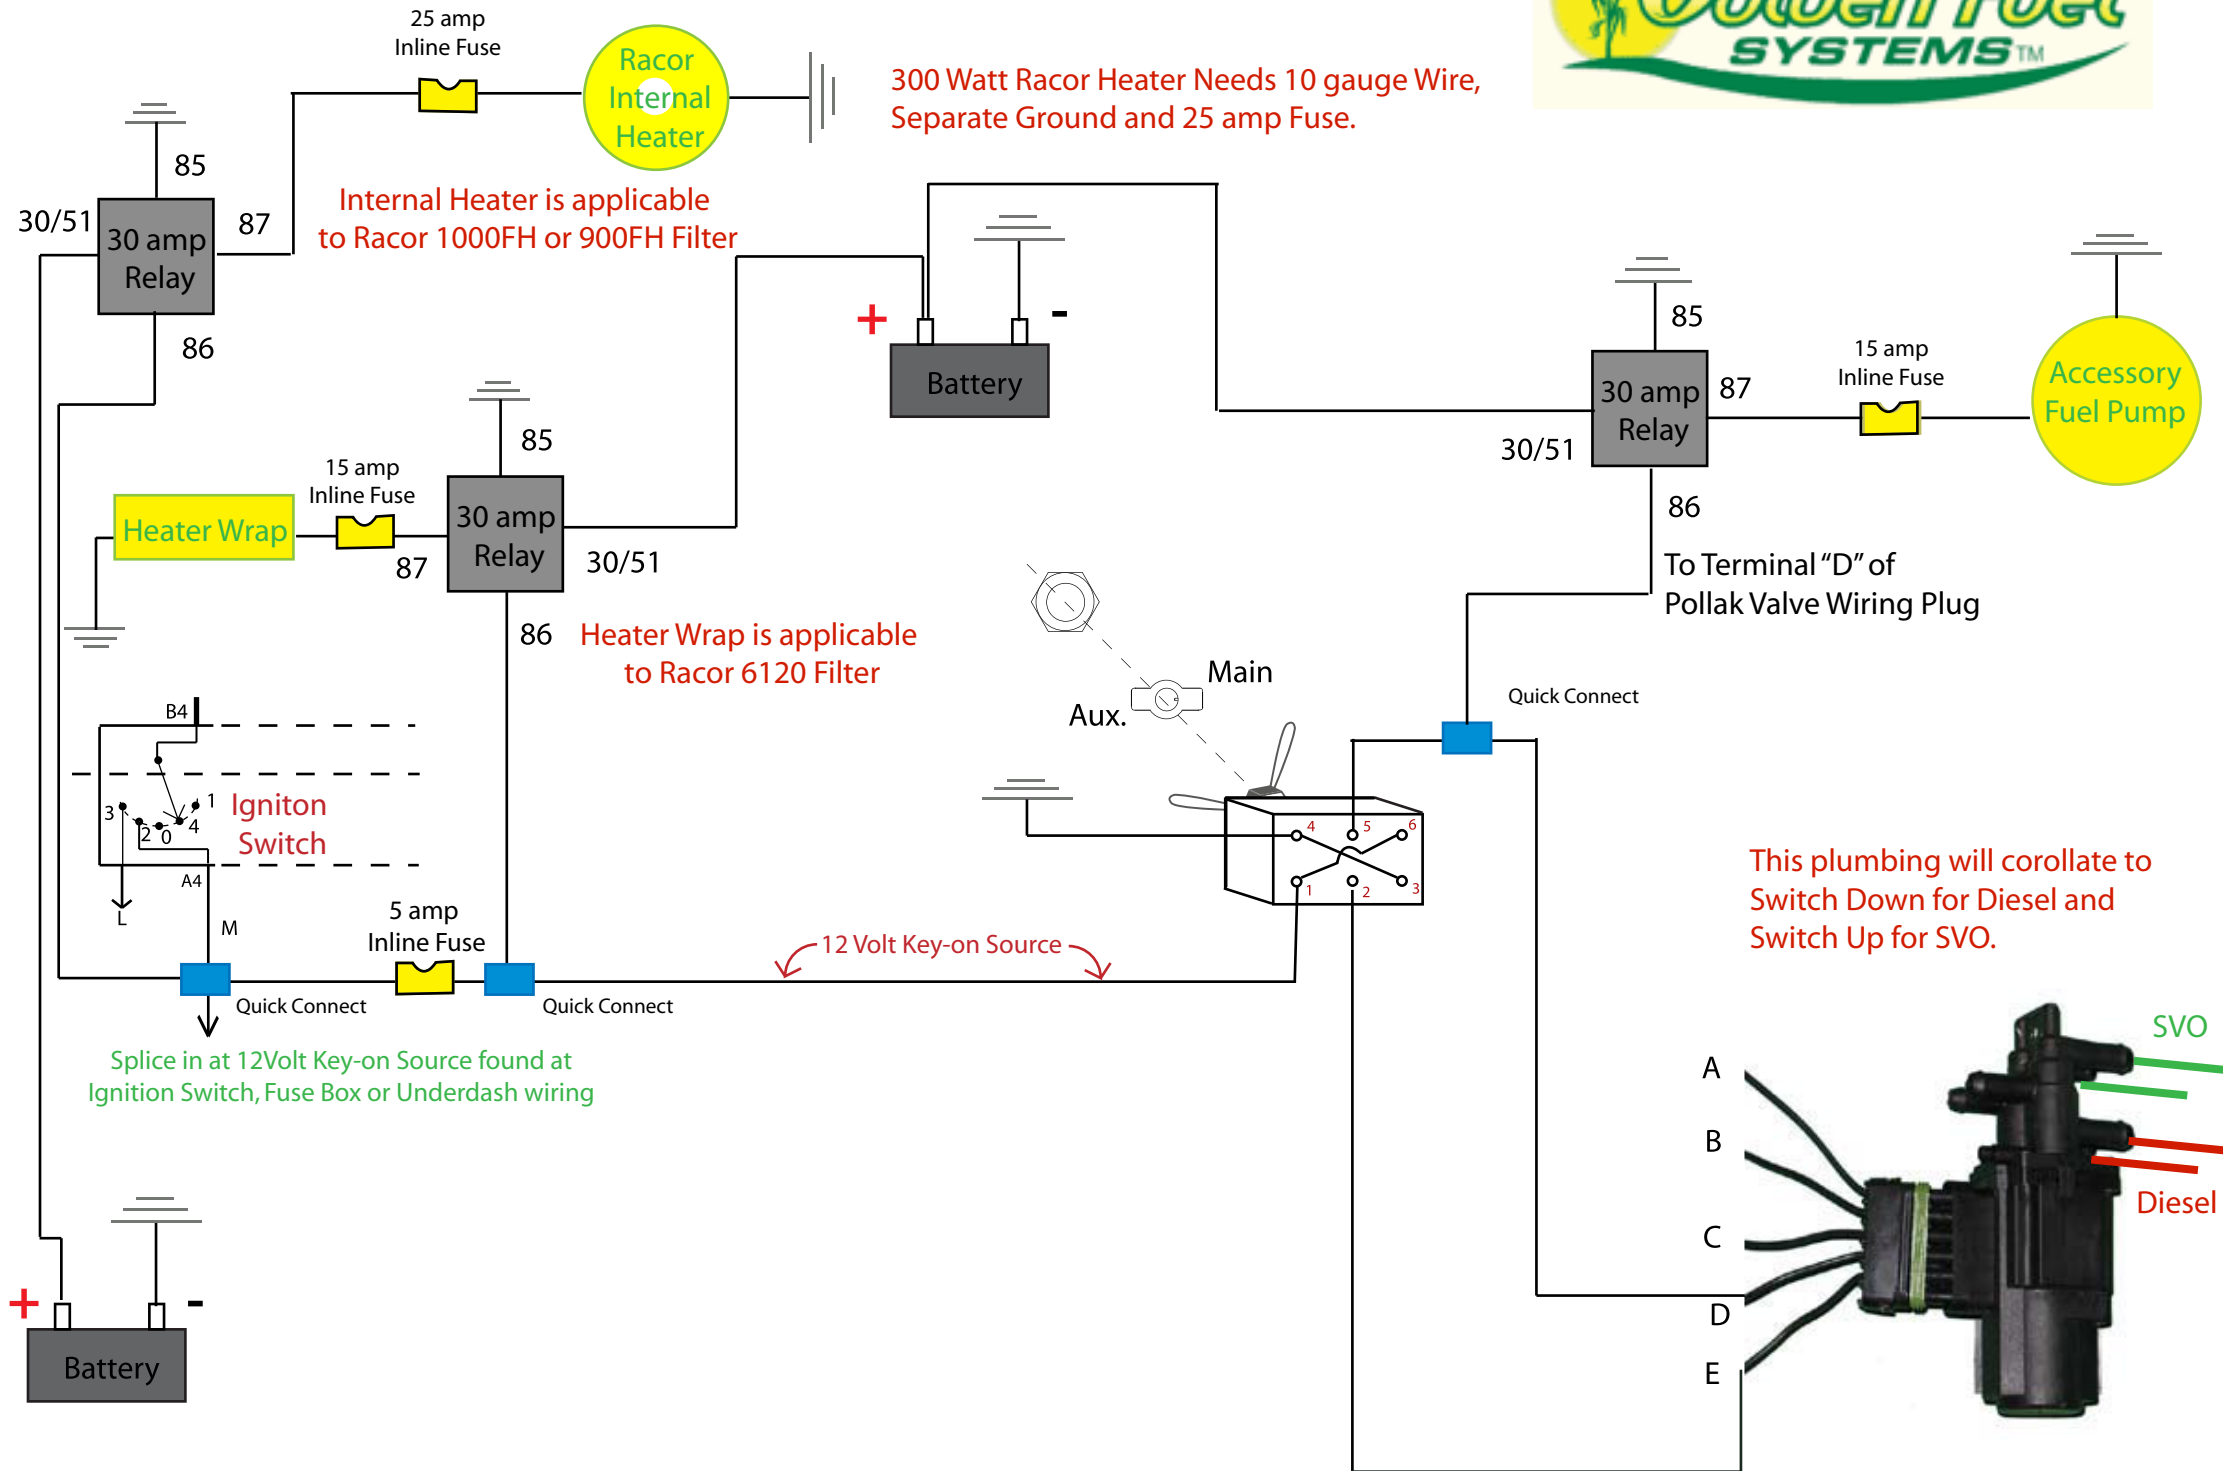 25 amp
Inline Fuse
Racor
Internal
Heater
300 Watt Racor Heater Needs 10 gauge Wire,
Separate Ground and 25 amp Fuse.
Fuel
SYSTEMS™
85
30/51
30 amp
Relay
87
86
Internal Heater is applicable
to Racor 1000FH or 900FH Filter
+
-
Battery
85
30 amp
Relay
87
30/51
86
15 amp
Inline Fuse
Accessory
Fuel Pump
To Terminal “D” of
Pollak Valve Wiring Plug
Quick Connect
Heater Wrap
15 amp
Inline Fuse
87
85
30 amp
Relay
30/51
86
Heater Wrap is applicable
to Racor 6120 Filter
Main
Aux.
4
5
6
1
2
3
B4
3
2
0
4
1
Igniton
Switch
A4
L
M
5 amp
Inline Fuse
Quick Connect
Quick Connect
12 Volt Key-on Source
Splice in at 12Volt Key-on Source found at
Ignition Switch, Fuse Box or Underdash wiring
This plumbing will corollate to
Switch Down for Diesel and
Switch Up for SVO.
SVO
Diesel
A
B
C
D
E
+
-
Battery